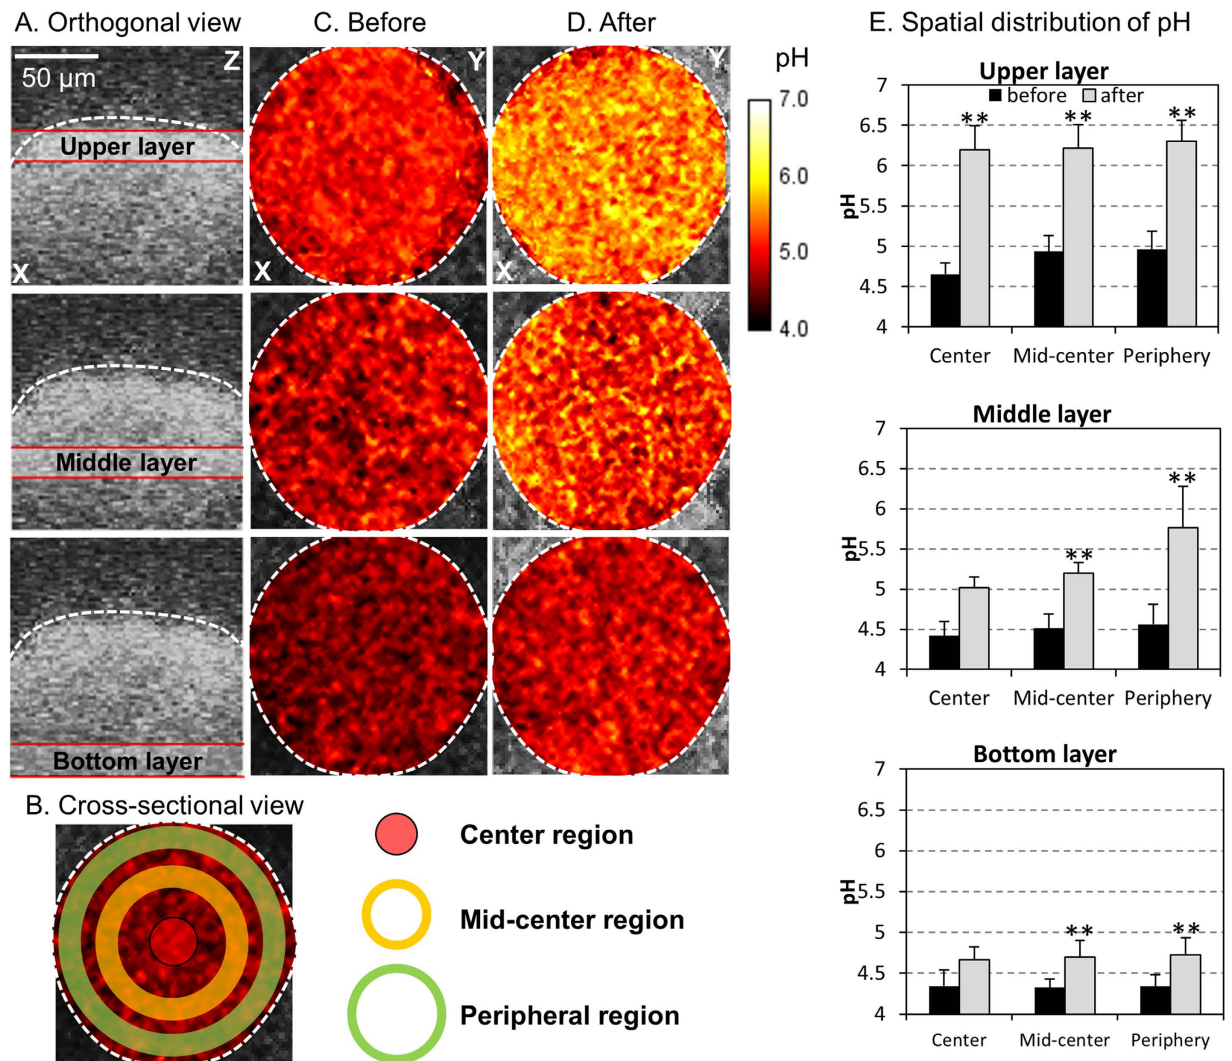 A. Orthogonal view
C. Before
D. After
E. Spatial distribution of pH
50 µm
Z
Upper layer
X
Y
X
Y
X
pH
7.0
6.0
5.0
4.0
Middle layer
Bottom layer
B. Cross-sectional view
Center region
Mid-center region
Peripheral region
Upper layer
before after
7
6.5
6
5.5
5
4.5
4
pH
** ** **
Center Mid-center Periphery
Middle layer
7
6.5
6
5.5
5
4.5
4
pH
** **
Center Mid-center Periphery
Bottom layer
7
6.5
6
5.5
5
4.5
4
pH
** **
Center Mid-center Periphery